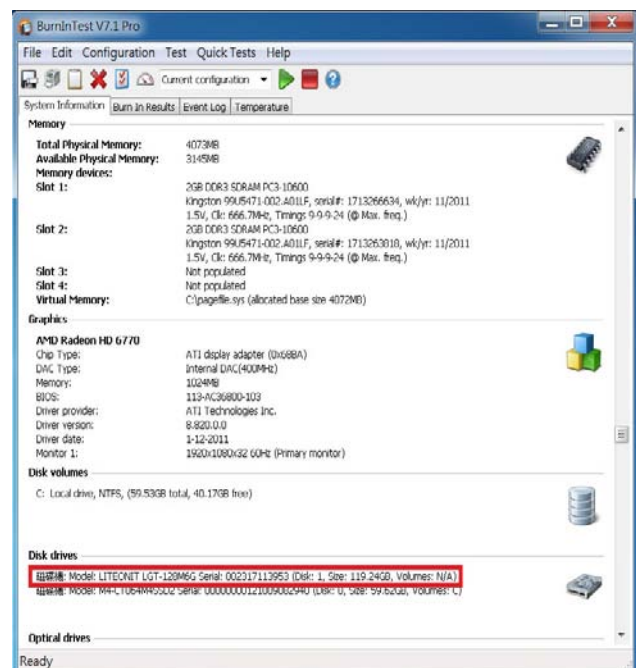 BurnInTest V7.1 Pro
File Edit Configuration Test Quick Tests Help
Current configuration
System Information Burn In Results Event Log Temperature
Memory
Total Physical Memory: 4073MB
Available Physical Memory: 3145MB
Memory devices:
Slot 1: 2GB DDR3 SDRAM PC3-10600
Kingston 99U5471-002.A01LF, serial#: 1713266634, wk/yr: 11/2011
1.5V, Clk: 666.7MHz, Timings 9-9-9-24 (@ Max. freq.)
Slot 2: 2GB DDR3 SDRAM PC3-10600
Kingston 99U5471-002.A01LF, serial#: 1713263818, wk/yr: 11/2011
1.5V, Clk: 666.7MHz, Timings 9-9-9-24 (@ Max. freq.)
Slot 3: Not populated
Slot 4: Not populated
Virtual Memory: C:\pagefile.sys (allocated base size 4072MB)
Graphics
AMD Radeon HD 6770
Chip Type: ATI display adapter (0x68BA)
DAC Type: Internal DAC(400MHz)
Memory: 1024MB
BIOS: 113-AC36800-103
Driver provider: ATI Technologies Inc.
Driver version: 8.820.0.0
Driver date: 1-12-2011
Monitor 1: 1920x1080x32 60Hz (Primary monitor)
Disk volumes
C: Local drive, NTFS, (59.53GB total, 40.17GB free)
Disk drives
磁碟機: Model: LITEONIT LGT-128M6G Serial: 002317113953 (Disk: 1, Size: 119.24GB, Volumes: N/A)
磁碟機: Model: M4-CT064M4SSD2 Serial: (Disk: 0, Size: 59.62GB, Volumes: C)
Optical drives
Ready